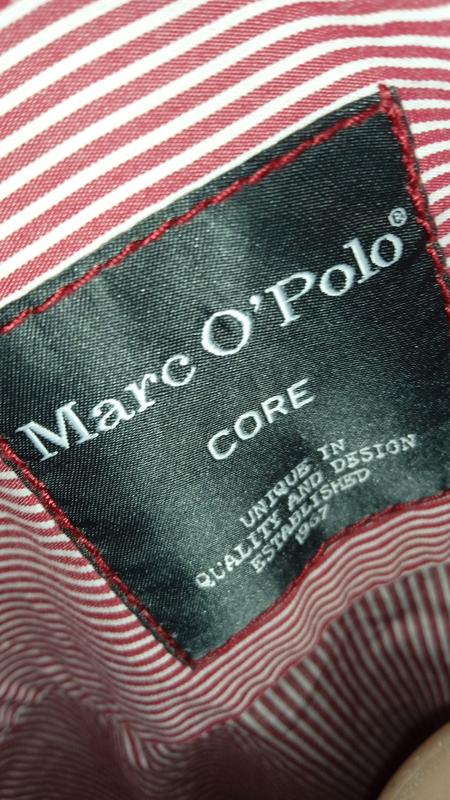 Marc O'Polo®
CORE
UNIQUE IN
QUALITY AND DESIGN
ESTABLISHED
1967